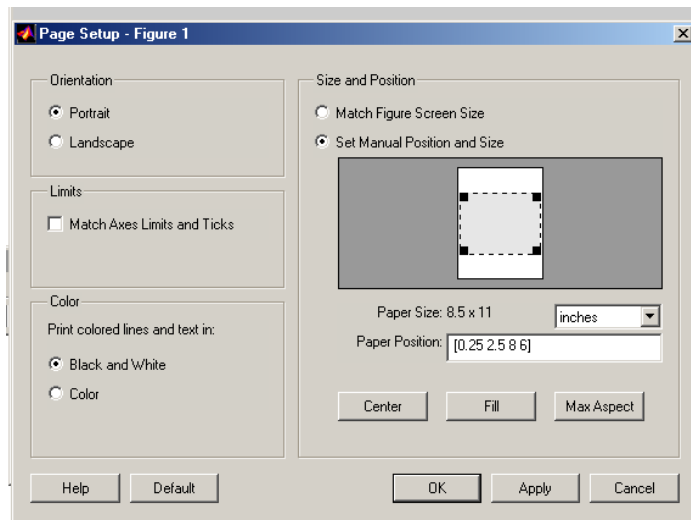 Page Setup - Figure 1
Orientation
Portrait
Landscape
Limits
Match Axes Limits and Ticks
Color
Print colored lines and text in:
Black and White
Color
Size and Position
Match Figure Screen Size
Set Manual Position and Size
Paper Size: 8.5 x 11 inches
Paper Position: [0.25 2.5 8 6]
Center Fill Max Aspect
Help Default OK Apply Cancel